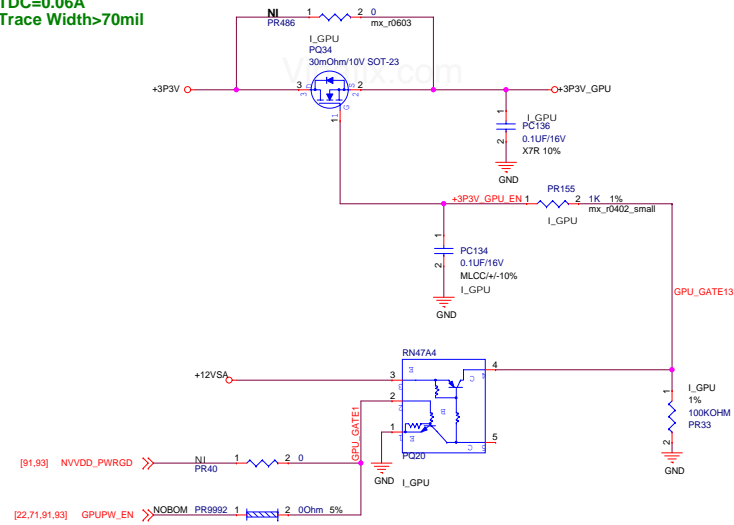 TDC=0.06A
Trace Width>70mil
NI
PR486
1
2
0
mx_r0603
I_GPU
PQ34
30mOhm/10V SOT-23
+3P3V
3
D
S
2
G
1
+3P3V_GPU
1
2
I_GPU
PC136
0.1UF/16V
X7R 10%
GND
+3P3V_GPU_EN
1
PR155
2
1K 1%
mx_r0402_small
I_GPU
1
2
PC134
0.1UF/16V
MLCC/+/-10%
I_GPU
GND
GPU_GATE13
RN47A4
+12VSA
3
4
2
1
5
PQ20
I_GPU
GND
GPU_GATE1
1
2
I_GPU
1%
100KOHM
PR33
GND
[91,93] NVVDD_PWRGD
NI
PR40
1
2
0
[22,71,91,93] GPUPW_EN
NOBOM PR9992 1
2 0Ohm 5%